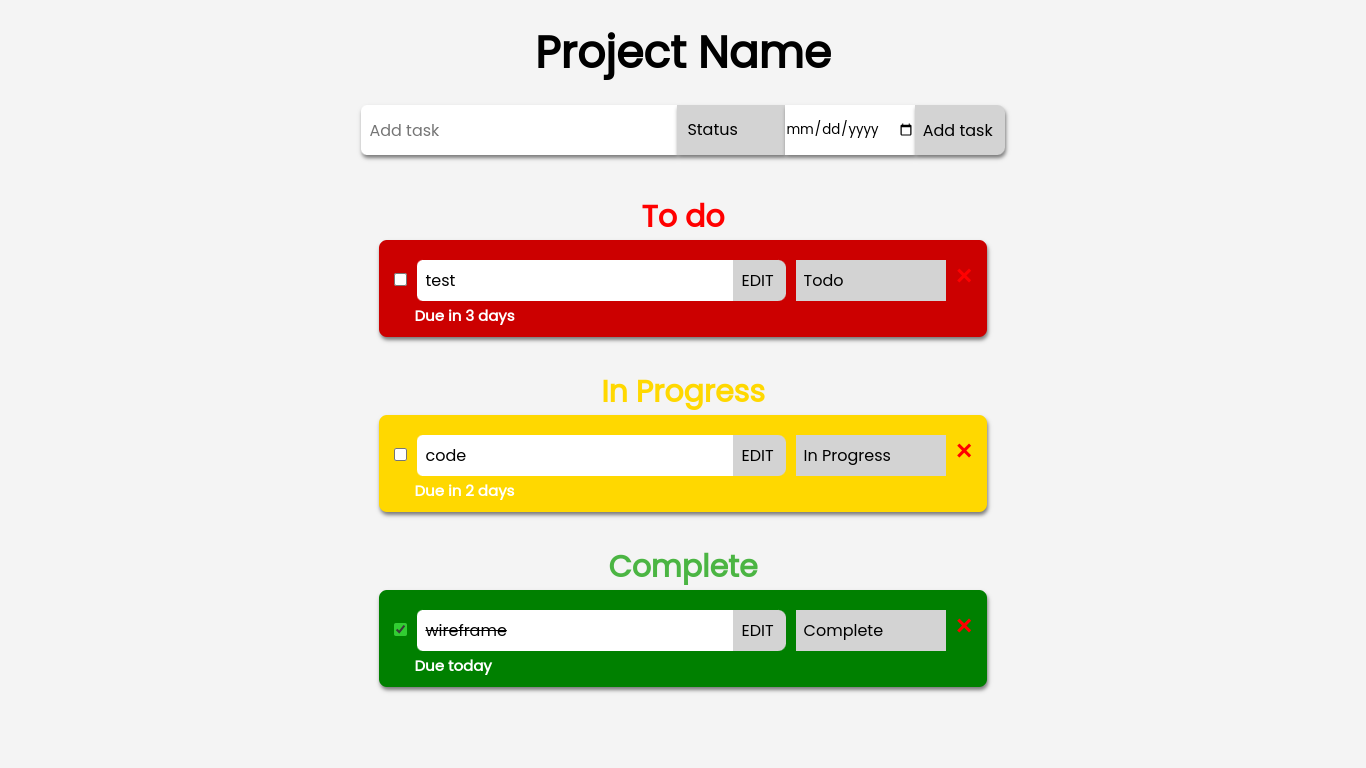 Project Name
Add task Status mm/dd/yyyy Add task
To do
test EDIT Todo ×
Due in 3 days
In Progress
code EDIT In Progress ×
Due in 2 days
Complete
wireframe EDIT Complete ×
Due today